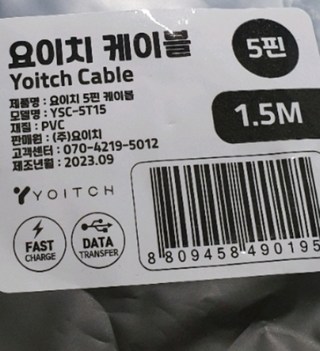 요이치 케이블
5핀
Yoitch Cable
1.5M
제품명 : 요이치 5핀 케이블
모델명 : YSC-5T15
재질 : PVC
판매원 : (주)요이치
고객센터 : 070-4219-5012
제조년월 : 2023.09
YOITCH
FAST
CHARGE
DATA
TRANSFER
8 809458 490195